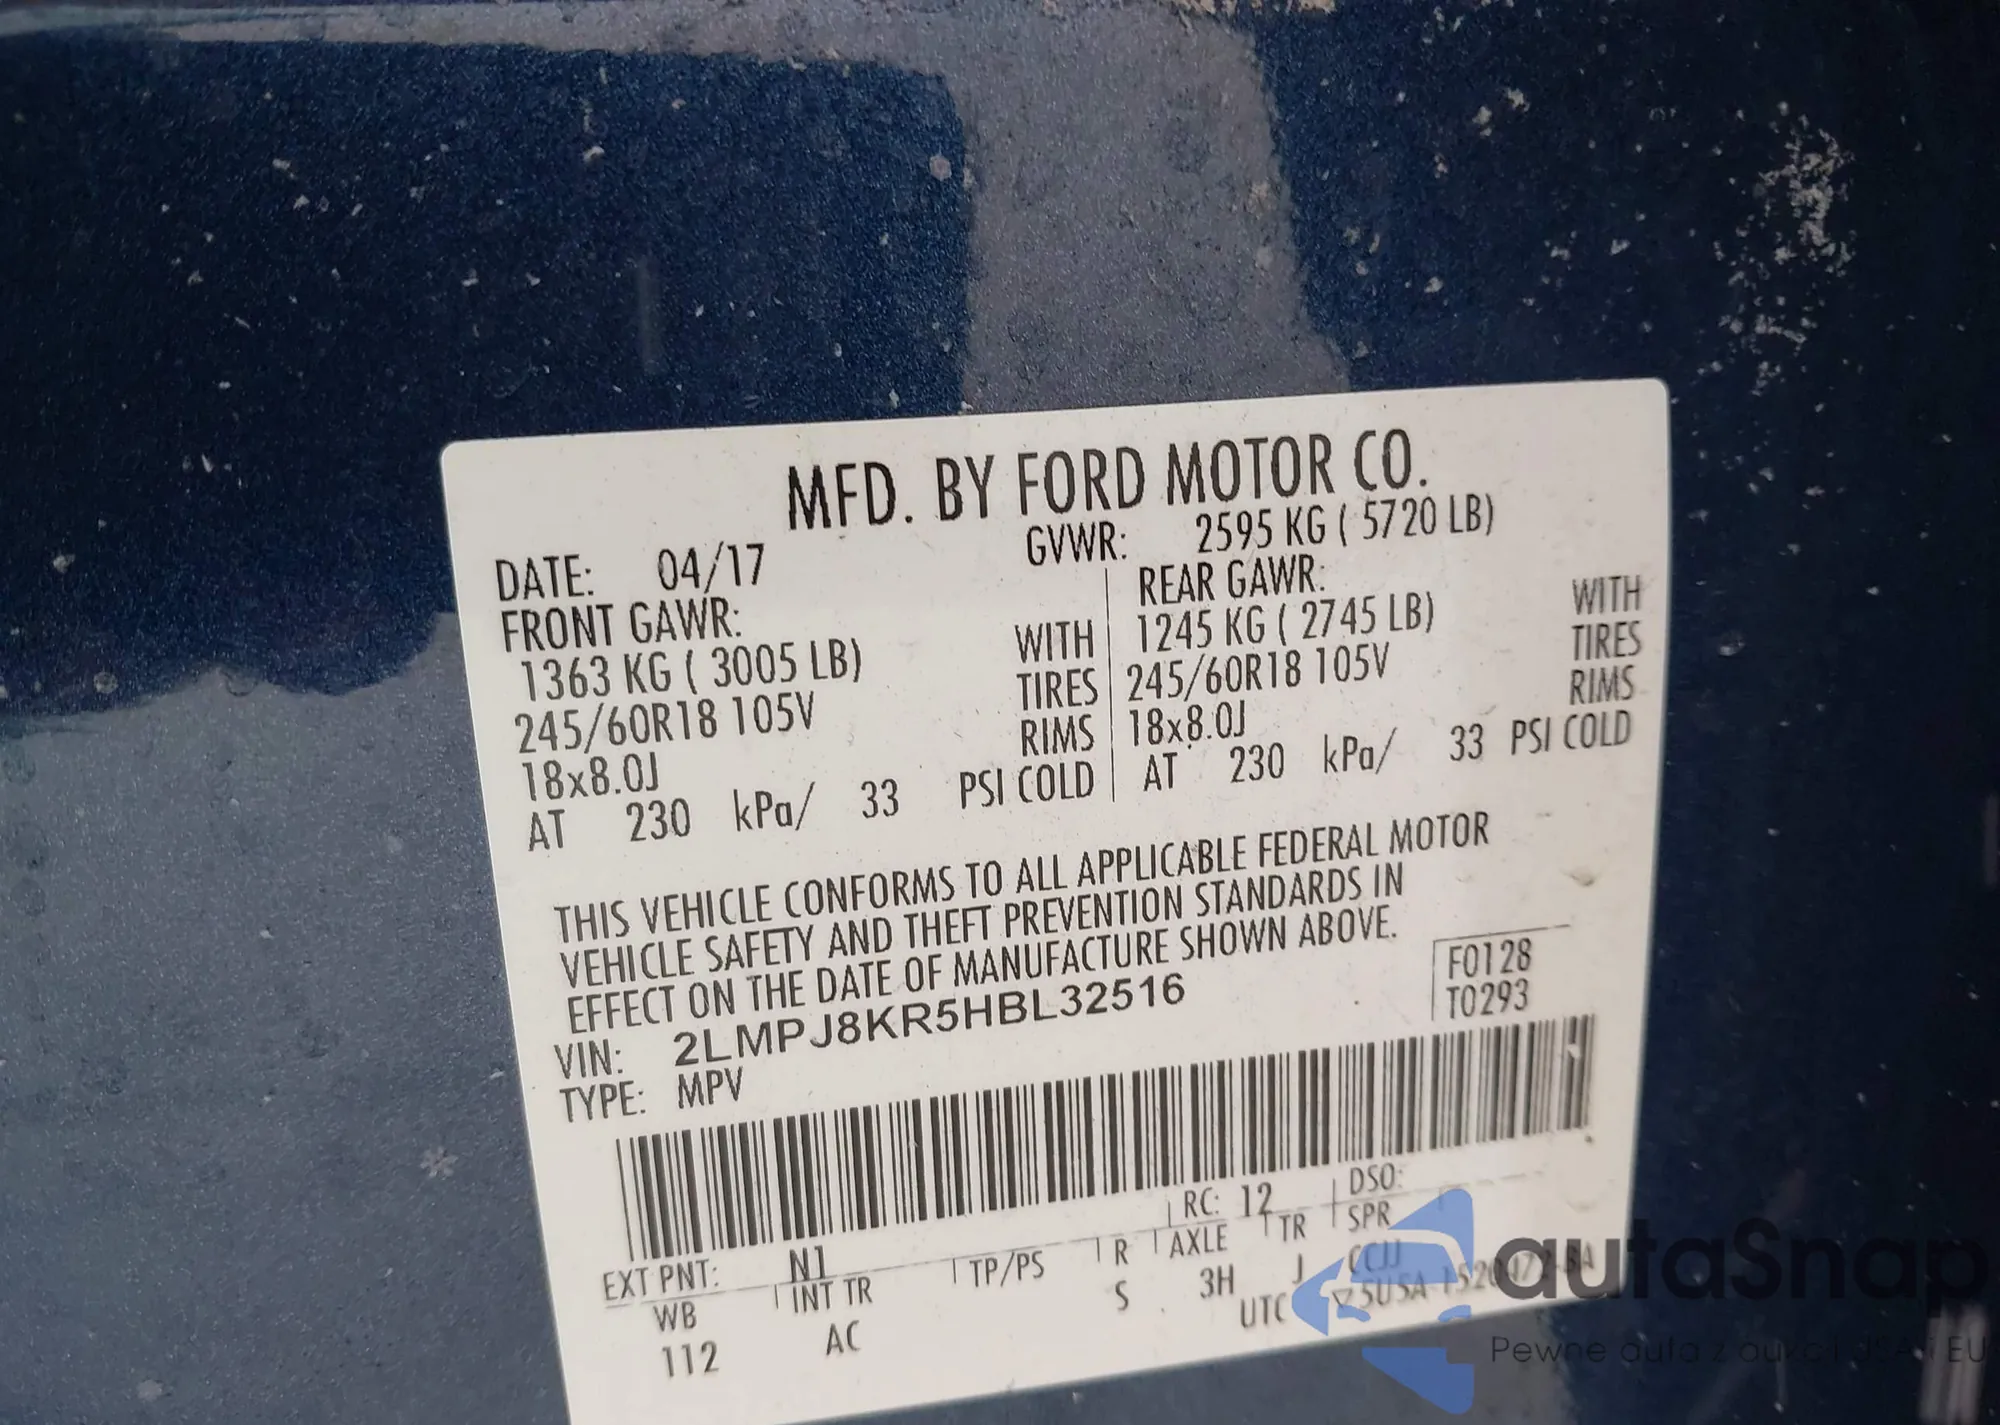 MFD. BY FORD MOTOR CO.
DATE: 04/17 GVWR: 2595 KG ( 5720 LB)
FRONT GAWR: REAR GAWR:
1363 KG ( 3005 LB) WITH 1245 KG ( 2745 LB) WITH
245/60R18 105V TIRES 245/60R18 105V TIRES
18x8.0J RIMS 18x8.0J RIMS
AT 230 kPa/ 33 PSI COLD AT 230 kPa/ 33 PSI COLD
THIS VEHICLE CONFORMS TO ALL APPLICABLE FEDERAL MOTOR
VEHICLE SAFETY AND THEFT PREVENTION STANDARDS IN
EFFECT ON THE DATE OF MANUFACTURE SHOWN ABOVE.
F0128
T0293
VIN: 2LMPJ8KR5HBL32516
TYPE: MPV
RC: 12 DSO:
EXT PNT: N1
WB INT TR TP/PS R AXLE TR SPR
112 AC S 3H J CCJJ
UTC
autaSnap
Pewne auta z
EU